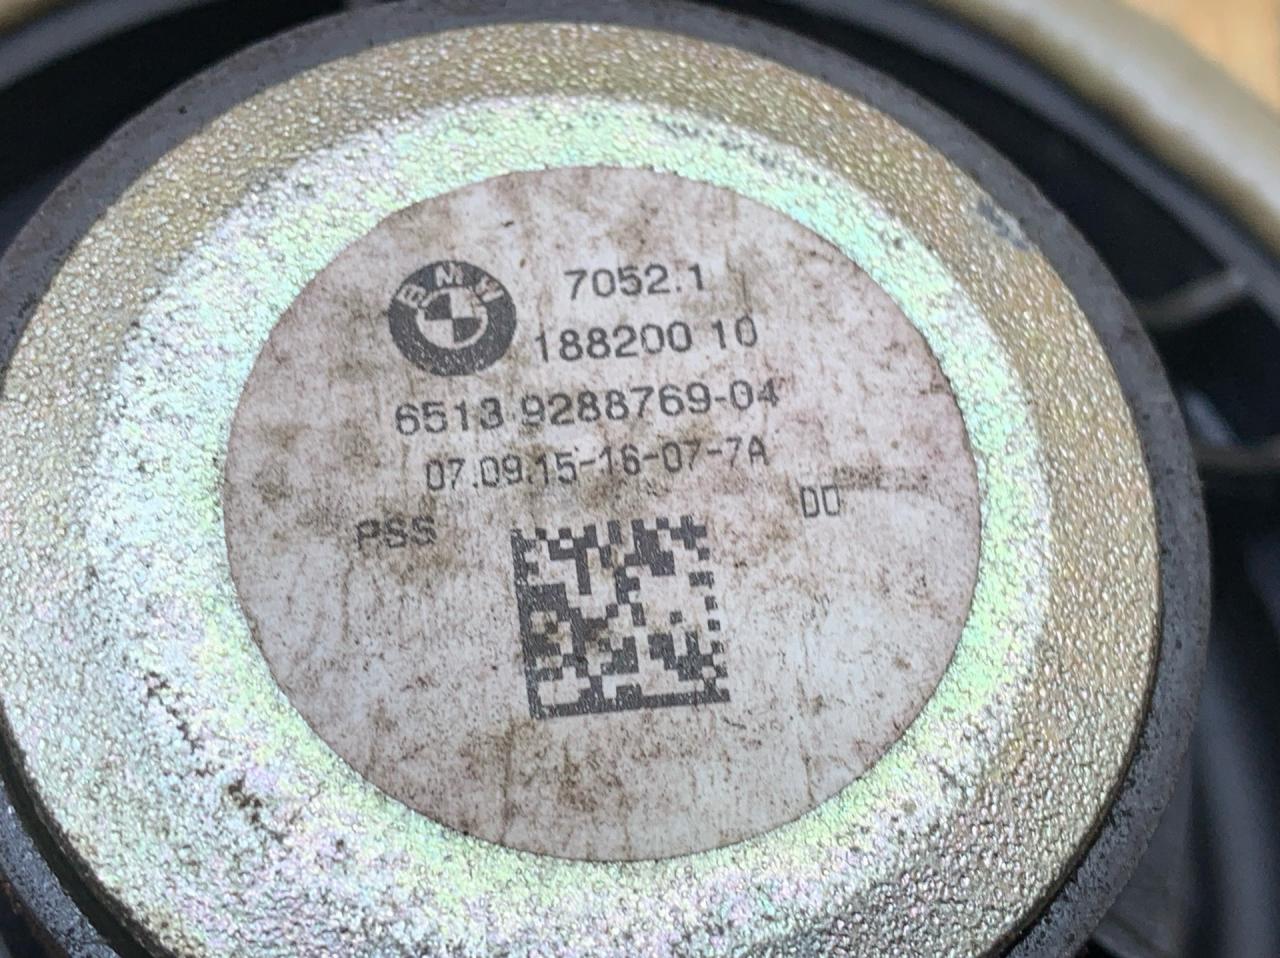 BMW
7052.1
188200 10
6513 9288769-04
07.09.15-16-07-7A
PSS
DD